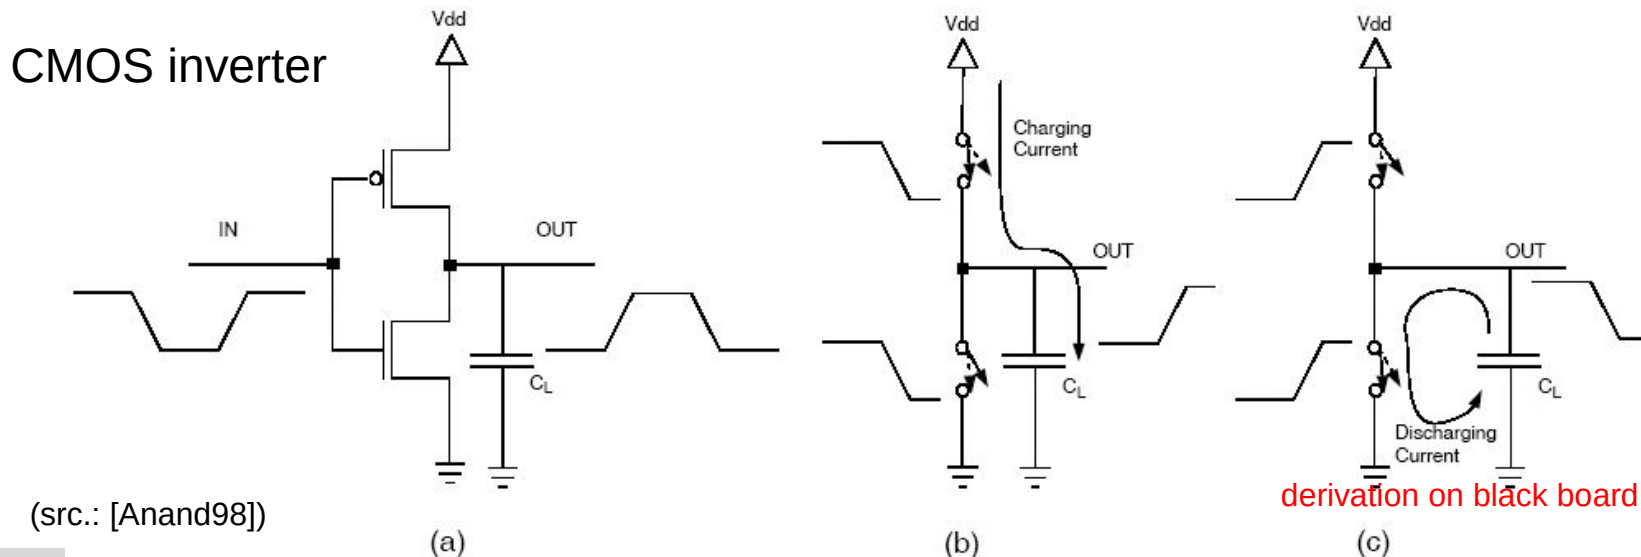 CMOS inverter
Vdd
IN
OUT
CL
(src.: [Anand98])
(a)
Vdd
Charging
Current
OUT
CL
(b)
Vdd
OUT
CL
Discharging
Current
derivation on black board
(c)